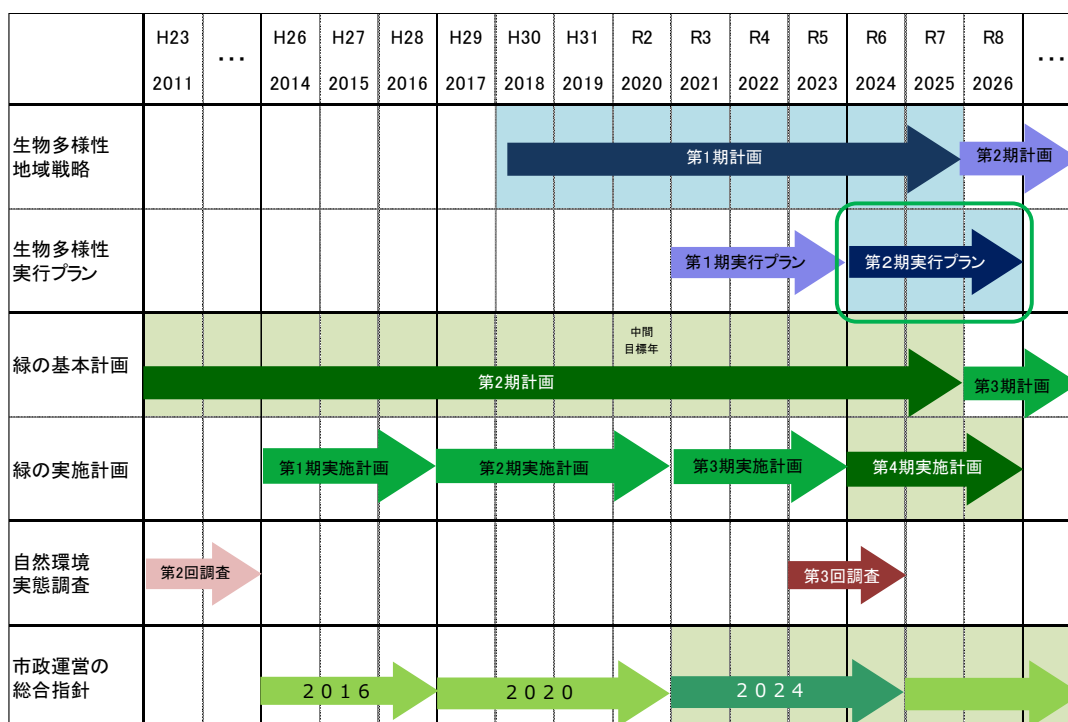 H23 H26 H27 H28 H29 H30 H31 R2 R3 R4 R5 R6 R7 R8
… …
2011 2014 2015 2016 2017 2018 2019 2020 2021 2022 2023 2024 2025 2026
生物多様性
地域戦略
第1期計画
第2期計画
生物多様性
実行プラン
第1期実行プラン
第2期実行プラン
緑の基本計画
中間
目標年
第2期計画
第3期計画
緑の実施計画
第1期実施計画
第2期実施計画
第3期実施計画
第4期実施計画
自然環境
実態調査
第2回調査
第3回調査
市政運営の
総合指針
2016
2020
2024